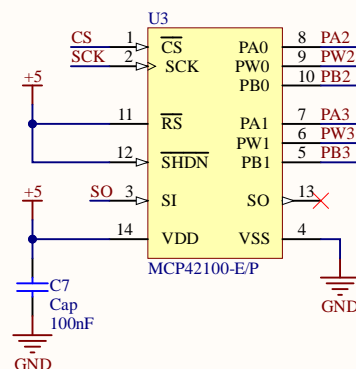 U3
CS 1 CS PA0 8 PA2
SCK 2 SCK PW0 9 PW2
PB0 10 PB2
+5
11 RS PA1 7 PA3
PW1 6 PW3
12 SHDN PB1 5 PB3
+5
SO 3 SI SO 13
14 VDD VSS 4
MCP42100-E/P
C7
Cap
100nF
GND
GND